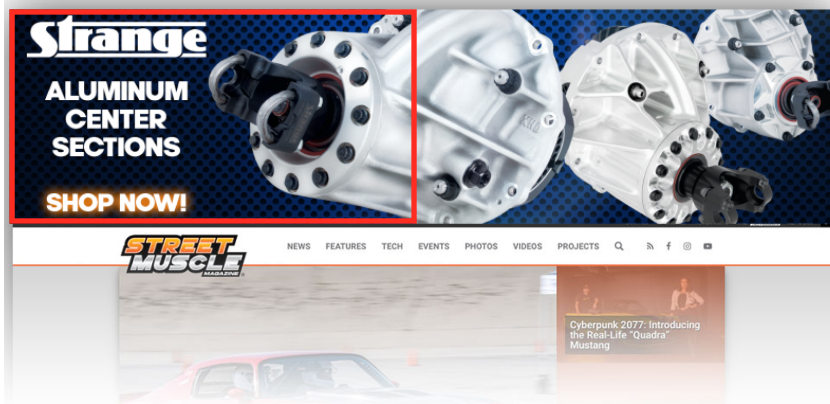 Strange
ALUMINUM
CENTER
SECTIONS
SHOP NOW!
STREET
MUSCLE
MAGAZINE
NEWS FEATURES TECH EVENTS PHOTOS VIDEOS PROJECTS
Cyberpunk 2077: Introducing
the Real-Life "Quadra"
Mustang